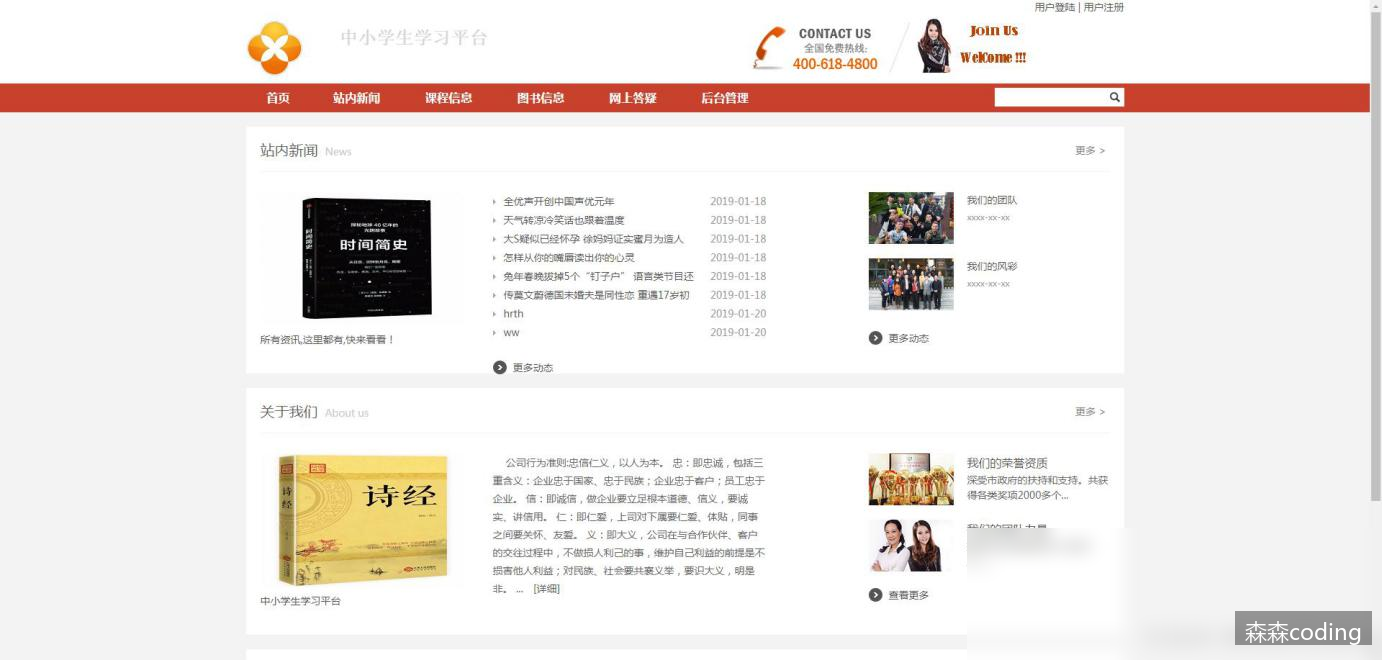 用户登陆 | 用户注册
中小学生学习平台
CONTACT US
全国免费热线:
400-618-4800
Join Us
Welcome !!!
首页 站内新闻 课程信息 图书信息 网上答疑 后台管理
站内新闻 News
更多 >
时间简史
所有资讯,这里都有,快来看看！
全优声开创中国声优元年 2019-01-18
天气转凉冷笑话也跟着温度 2019-01-18
大S疑似已经怀孕 徐妈妈证实蜜月为造人 2019-01-18
怎样从你的嘴唇读出你的心灵 2019-01-18
兔年春晚拔掉5个“钉子户” 语言类节目还 2019-01-18
传莫文蔚德国未婚夫是同性恋 重遇17岁初 2019-01-18
hrth 2019-01-20
ww 2019-01-20
更多动态
我们的团队
xxxx-xx-xx
我们的风彩
xxxx-xx-xx
更多动态
关于我们 About us
更多 >
诗经
诗经
中小学生学习平台
公司行为准则:忠信仁义，以人为本。 忠：即忠诚，包括三
重含义：企业忠于国家、忠于民族；企业忠于客户；员工忠于
企业。 信：即诚信，做企业要立足根本道德、信义，要诚
实、讲信用。 仁：即仁爱，上司对下属要仁爱、体贴，同事
之间要关怀、友爱。 义：即大义，公司在与合作伙伴、客户
的交往过程中，不做损人利己的事，维护自己利益的前提是不
损害他人利益；对民族、社会要共襄义举，要识大义，明是
非。 ... [详细]
我们的荣誉资质
深受市政府的扶持和支持。共获
得各类奖项2000多个...
查看更多
森森coding